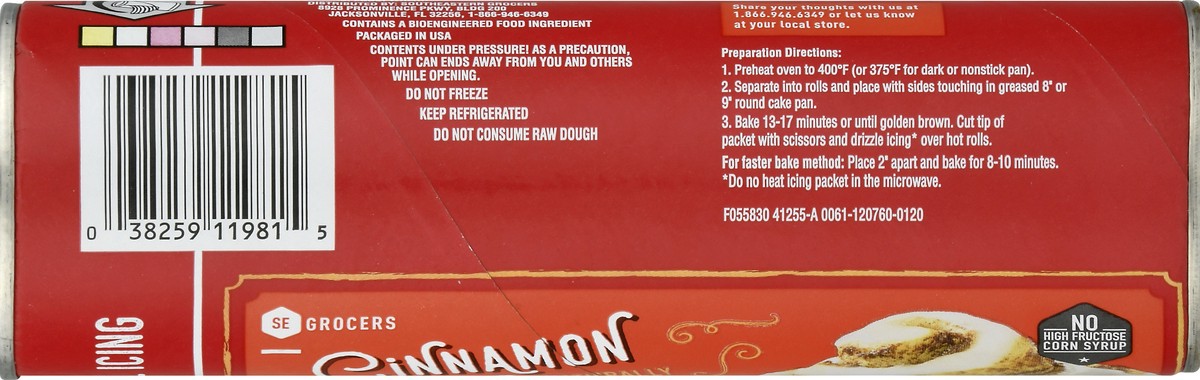 DISTRIBUTED BY: SOUTHEASTERN GROCERS
8928 PROMINENCE PKWY, BLDG 200
JACKSONVILLE, FL 32256, 1-866-946-6349
CONTAINS A BIOENGINEERED FOOD INGREDIENT
PACKAGED IN USA
CONTENTS UNDER PRESSURE! AS A PRECAUTION,
POINT CAN ENDS AWAY FROM YOU AND OTHERS
WHILE OPENING.
DO NOT FREEZE
KEEP REFRIGERATED
DO NOT CONSUME RAW DOUGH
Share your thoughts with us at
1.866.946.6349 or let us know
at your local store.
Preparation Directions:
1. Preheat oven to 400°F (or 375°F for dark or nonstick pan).
2. Separate into rolls and place with sides touching in greased 8" or
9" round cake pan.
3. Bake 13-17 minutes or until golden brown. Cut tip of
packet with scissors and drizzle icing* over hot rolls.
For faster bake method: Place 2" apart and bake for 8-10 minutes.
*Do no heat icing packet in the microwave.
F055830 41255-A 0061-120760-0120
0 38259 11981 5
ICING
SE GROCERS
CINNAMON
NO
HIGH FRUCTOSE
CORN SYRUP